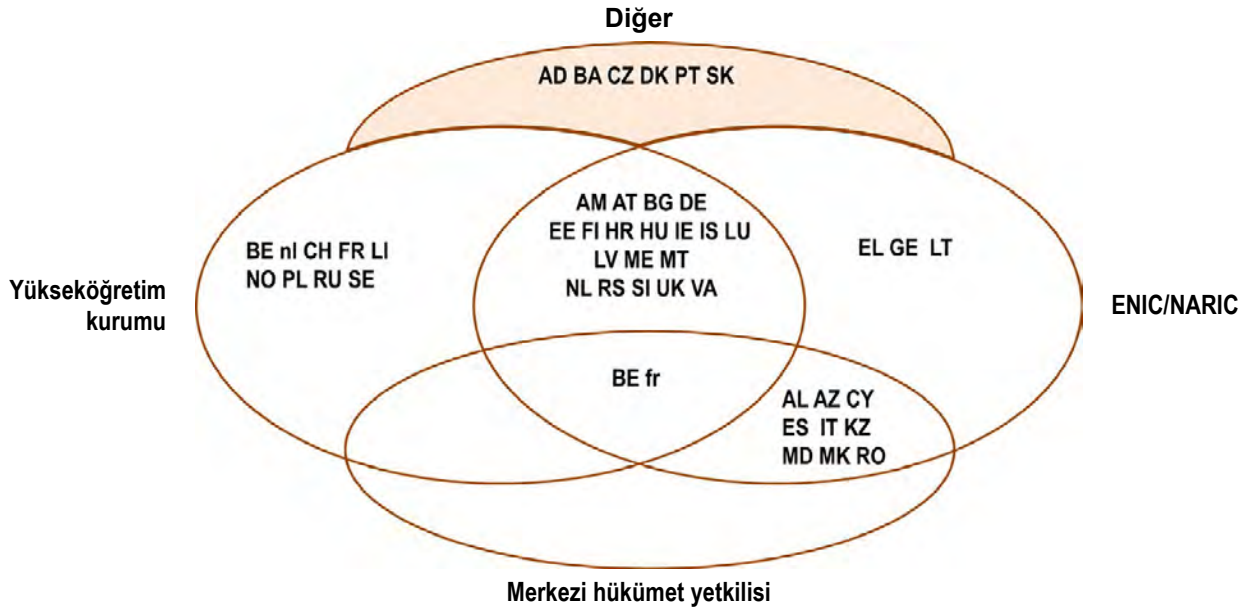 Diğer
AD BA CZ DK PT SK
AM AT BG DE
EE FI HR HU IE IS LU
LV ME MT
NL RS SI UK VA
BE nl CH FR LI
NO PL RU SE
EL GE LT
Yükseköğretim
kurumu
ENIC/NARIC
BE fr
AL AZ CY
ES IT KZ
MD MK RO
Merkezi hükümet yetkilisi